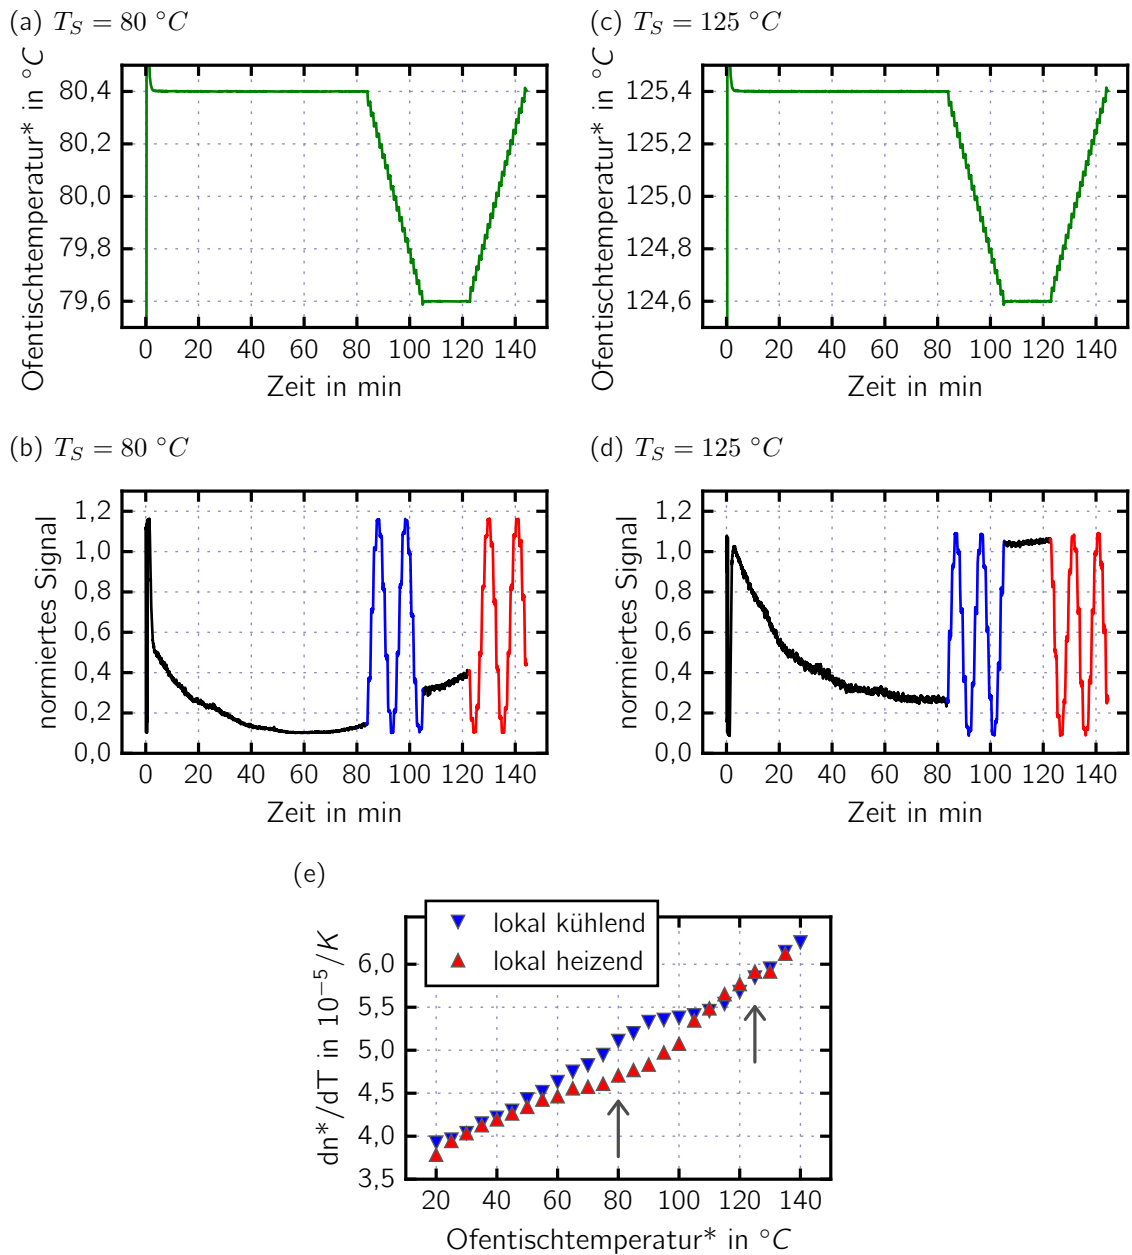 (a) T_S = 80 °C
Ofentischtemperatur* in °C
80,4
80,2
80,0
79,8
79,6
0 20 40 60 80 100 120 140
Zeit in min
(c) T_S = 125 °C
Ofentischtemperatur* in °C
125,4
125,2
125,0
124,8
124,6
0 20 40 60 80 100 120 140
Zeit in min
(b) T_S = 80 °C
normiertes Signal
1,2
1,0
0,8
0,6
0,4
0,2
0,0
0 20 40 60 80 100 120 140
Zeit in min
(d) T_S = 125 °C
normiertes Signal
1,2
1,0
0,8
0,6
0,4
0,2
0,0
0 20 40 60 80 100 120 140
Zeit in min
(e)
lokal kühlend
lokal heizend
dn*/dT in 10⁻⁵/K
6,0
5,5
5,0
4,5
4,0
3,5
20 40 60 80 100 120 140
Ofentischtemperatur* in °C